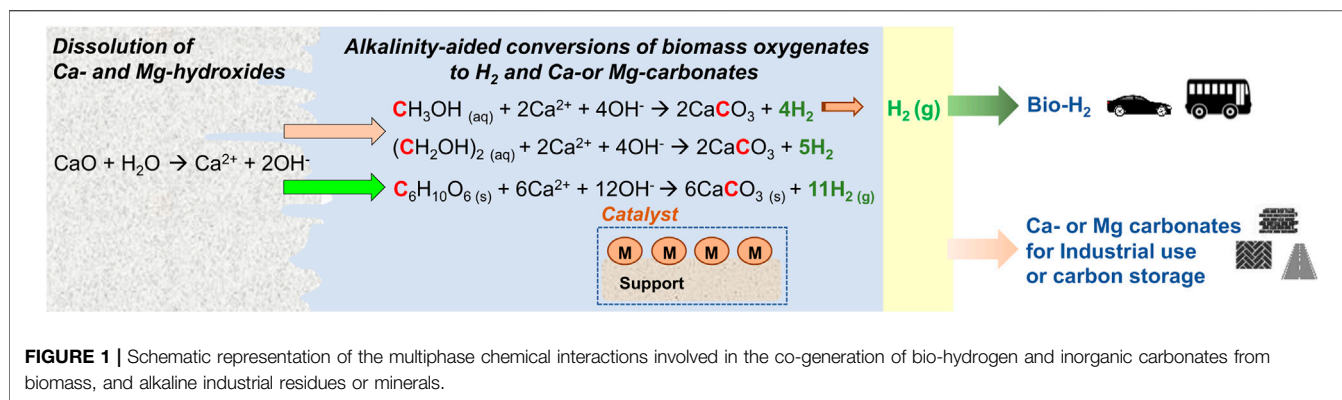 Dissolution of
Ca- and Mg-hydroxides
CaO + H₂O → Ca²⁺ + 2OH⁻
Alkalinity-aided conversions of biomass oxygenates
to H₂ and Ca-or Mg-carbonates
CH₃OH (aq) + 2Ca²⁺ + 4OH⁻ → 2CaCO₃ + 4H₂
(CH₂OH)₂ (aq) + 2Ca²⁺ + 4OH⁻ → 2CaCO₃ + 5H₂
C₆H₁₀O₆ (s) + 6Ca²⁺ + 12OH⁻ → 6CaCO₃ (s) + 11H₂ (g)
Catalyst
M M M M
Support
H₂ (g)
Bio-H₂
Ca- or Mg carbonates
for Industrial use
or carbon storage
FIGURE 1 | Schematic representation of the multiphase chemical interactions involved in the co-generation of bio-hydrogen and inorganic carbonates from
biomass, and alkaline industrial residues or minerals.